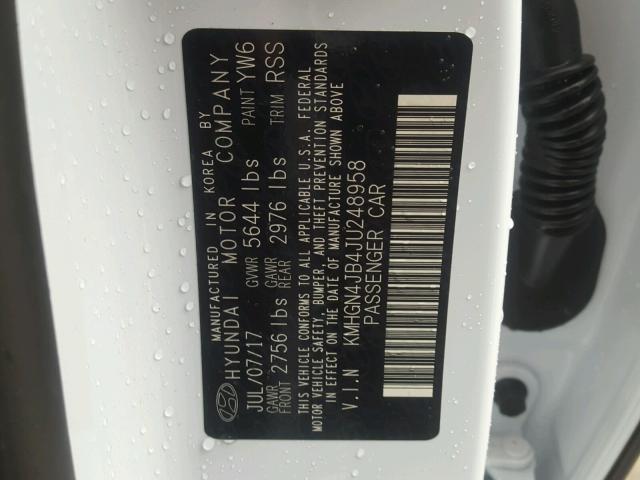 MANUFACTURED IN KOREA BY
HYUNDAI MOTOR COMPANY
JUL/07/17 GVWR 5644 lbs PAINT YW6
GAWR FRONT 2756 lbs GAWR REAR 2976 lbs TRIM RSS
THIS VEHICLE CONFORMS TO ALL APPLICABLE U.S.A. FEDERAL
MOTOR VEHICLE SAFETY, BUMPER, AND THEFT PREVENTION STANDARDS
IN EFFECT ON THE DATE OF MANUFACTURE SHOWN ABOVE
V.I.N KMHGN4JB4JU248958
PASSENGER CAR